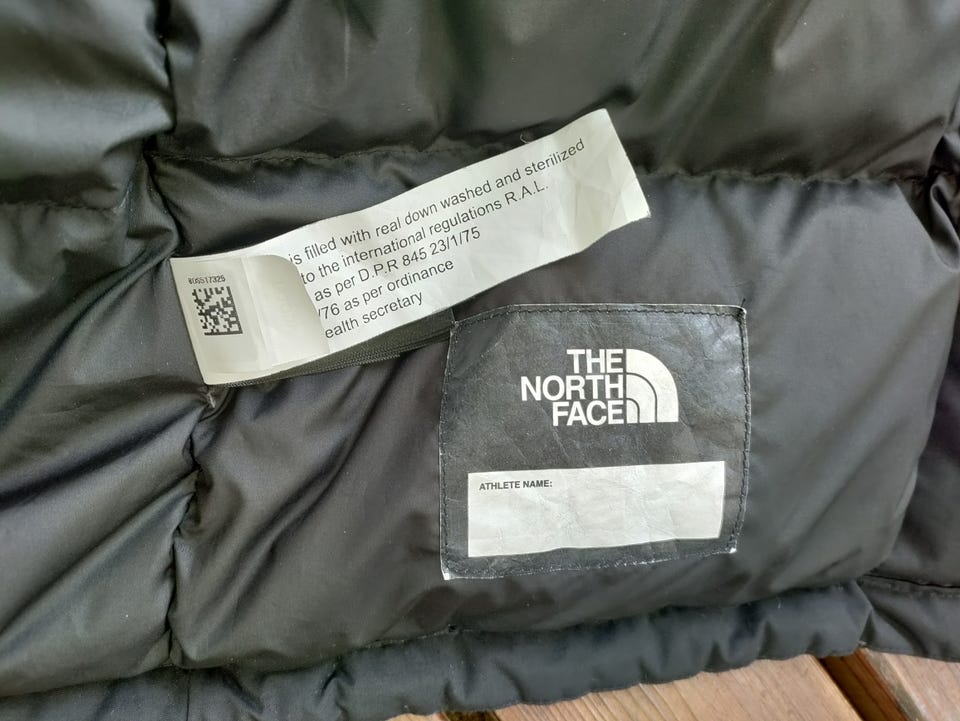 is filled with real down washed and sterilized
to the international regulations R.A.L.
as per D.P.R 845 23/1/75
/76 as per ordinance
ealth secretary
THE
NORTH
FACE
ATHLETE NAME: